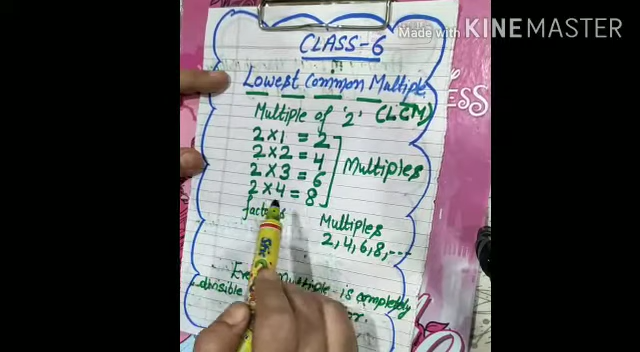 Made with KINEMASTER
CLASS-6
Lowest Common Multiple
Multiple of '2' (LCM)
2×1 = 2
2×2 = 4
2×3 = 6
2×4 = 8
Multiples
factors
Multiples
2, 4, 6, 8, ---
multiple is completely
ESS